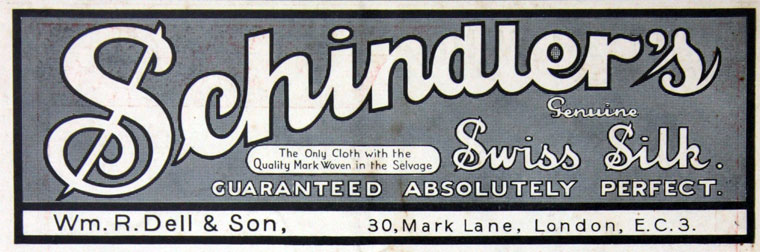 Schindler's
Genuine
Swiss Silk.
The Only Cloth with the
Quality Mark Woven in the Selvage
GUARANTEED ABSOLUTELY PERFECT.
Wm.R.Dell & Son, 30,Mark Lane, London, E.C.3.